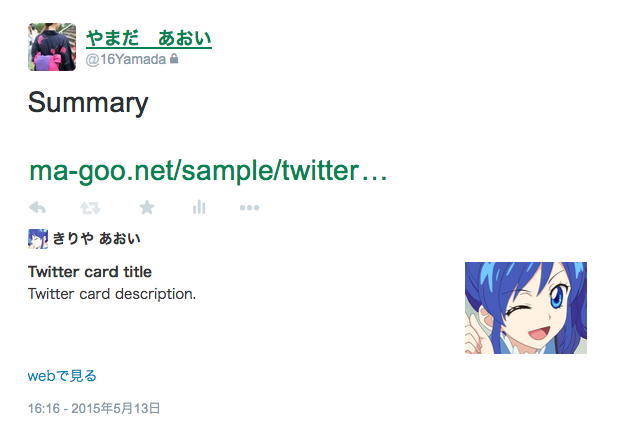 やまだ　あおい
@16Yamada
Summary
ma-goo.net/sample/twitter…
きりや あおい
Twitter card title
Twitter card description.
webで見る
16:16 - 2015年5月13日